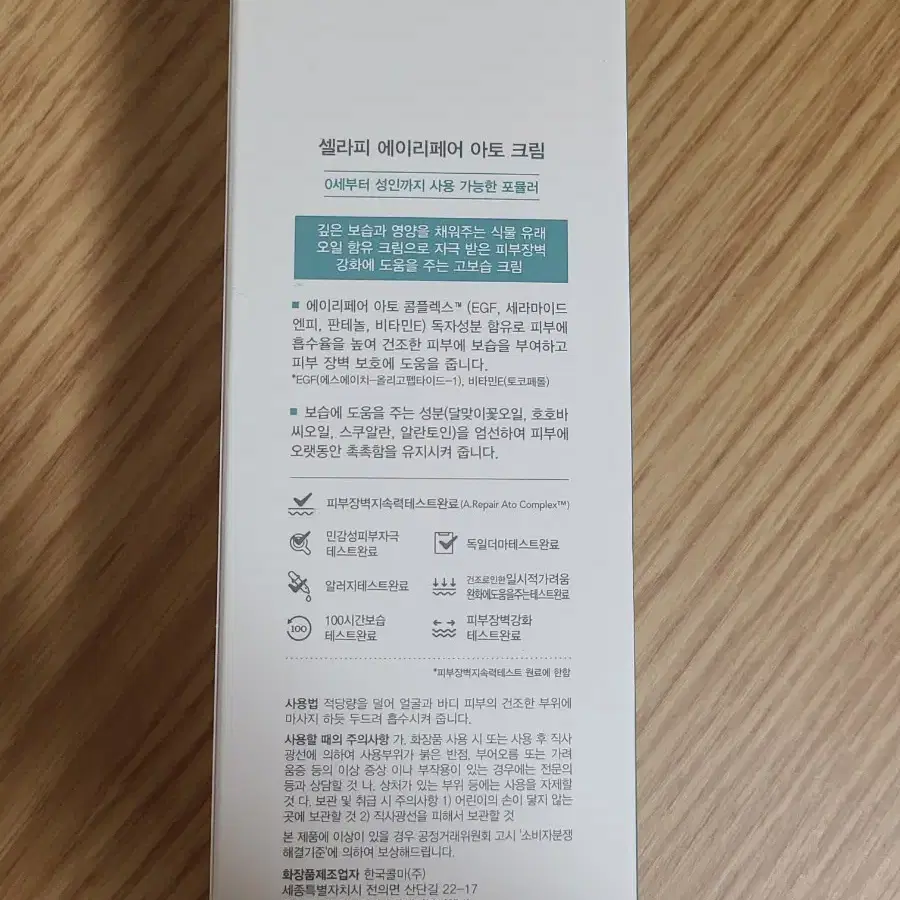 셀라피 에이리페어 아토 크림
0세부터 성인까지 사용 가능한 포뮬러
깊은 보습과 영양을 채워주는 식물 유래
오일 함유 크림으로 자극 받은 피부장벽
강화에 도움을 주는 고보습 크림
■ 에이리페어 아토 콤플렉스™ (EGF, 세라마이드
엔피, 판테놀, 비타민E) 독자성분 함유로 피부에
흡수율을 높여 건조한 피부에 보습을 부여하고
피부 장벽 보호에 도움을 줍니다.
*EGF(에스에이치-올리고펩타이드-1), 비타민E(토코페롤)
■ 보습에 도움을 주는 성분(달맞이꽃오일, 호호바
씨오일, 스쿠알란, 알란토인)을 엄선하여 피부에
오랫동안 촉촉함을 유지시켜 줍니다.
피부장벽지속력테스트완료(A.Repair Ato Complex™)
민감성피부자극
테스트완료
독일더마테스트완료
알러지테스트완료
건조로인한일시적가려움
완화에도움을주는테스트완료
100
100시간보습
테스트완료
피부장벽강화
테스트완료
*피부장벽지속력테스트 원료에 한함
사용법 적당량을 덜어 얼굴과 바디 피부의 건조한 부위에
마사지 하듯 두드려 흡수시켜 줍니다.
사용할 때의 주의사항 가. 화장품 사용 시 또는 사용 후 직사
광선에 의하여 사용부위가 붉은 반점, 부어오름 또는 가려
움증 등의 이상 증상 이나 부작용이 있는 경우에는 전문의
등과 상담할 것 나. 상처가 있는 부위 등에는 사용을 자제할
것 다. 보관 및 취급 시 주의사항 1) 어린이의 손이 닿지 않는
곳에 보관할 것 2) 직사광선을 피해서 보관할 것
본 제품에 이상이 있을 경우 공정거래위원회 고시 '소비자분쟁
해결기준'에 의하여 보상해드립니다.
화장품제조업자 한국콜마(주)
세종특별자치시 전의면 산단길 22-17